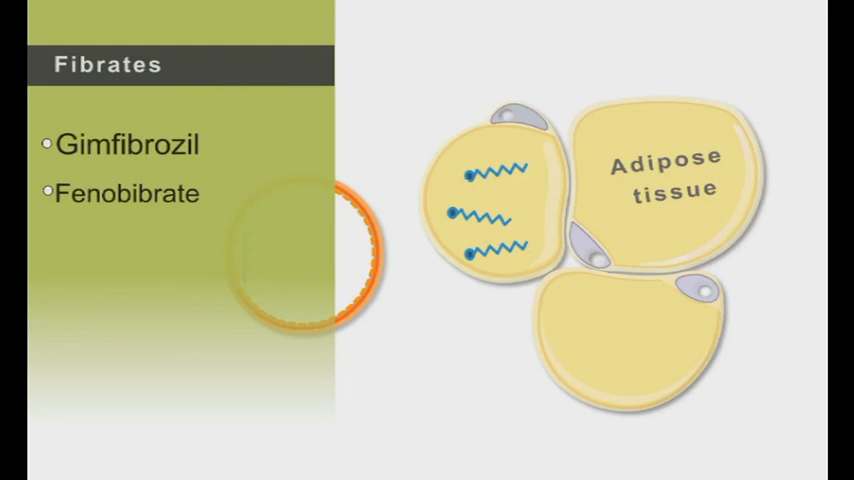 Fibrates
Gimfibrozil
Fenobibrate
Adipose
tissue